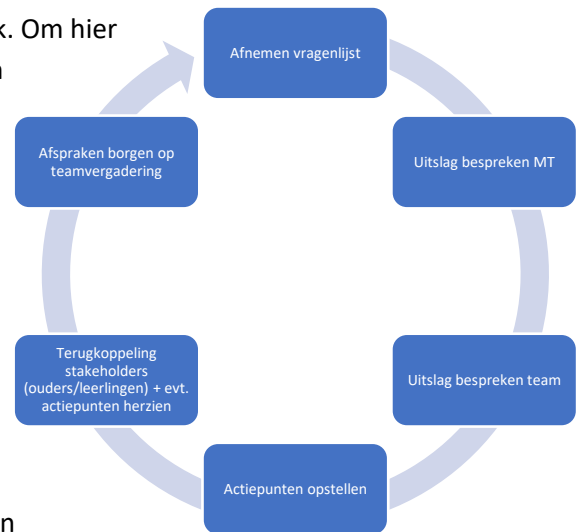 k. Om hier
Afnemen vragenlijst
Uitslag bespreken MT
Uitslag bespreken team
Actiepunten opstellen
Terugkoppeling
stakeholders
(ouders/leerlingen) + evt.
actiepunten herzien
Afspraken borgen op
teamvergadering
n